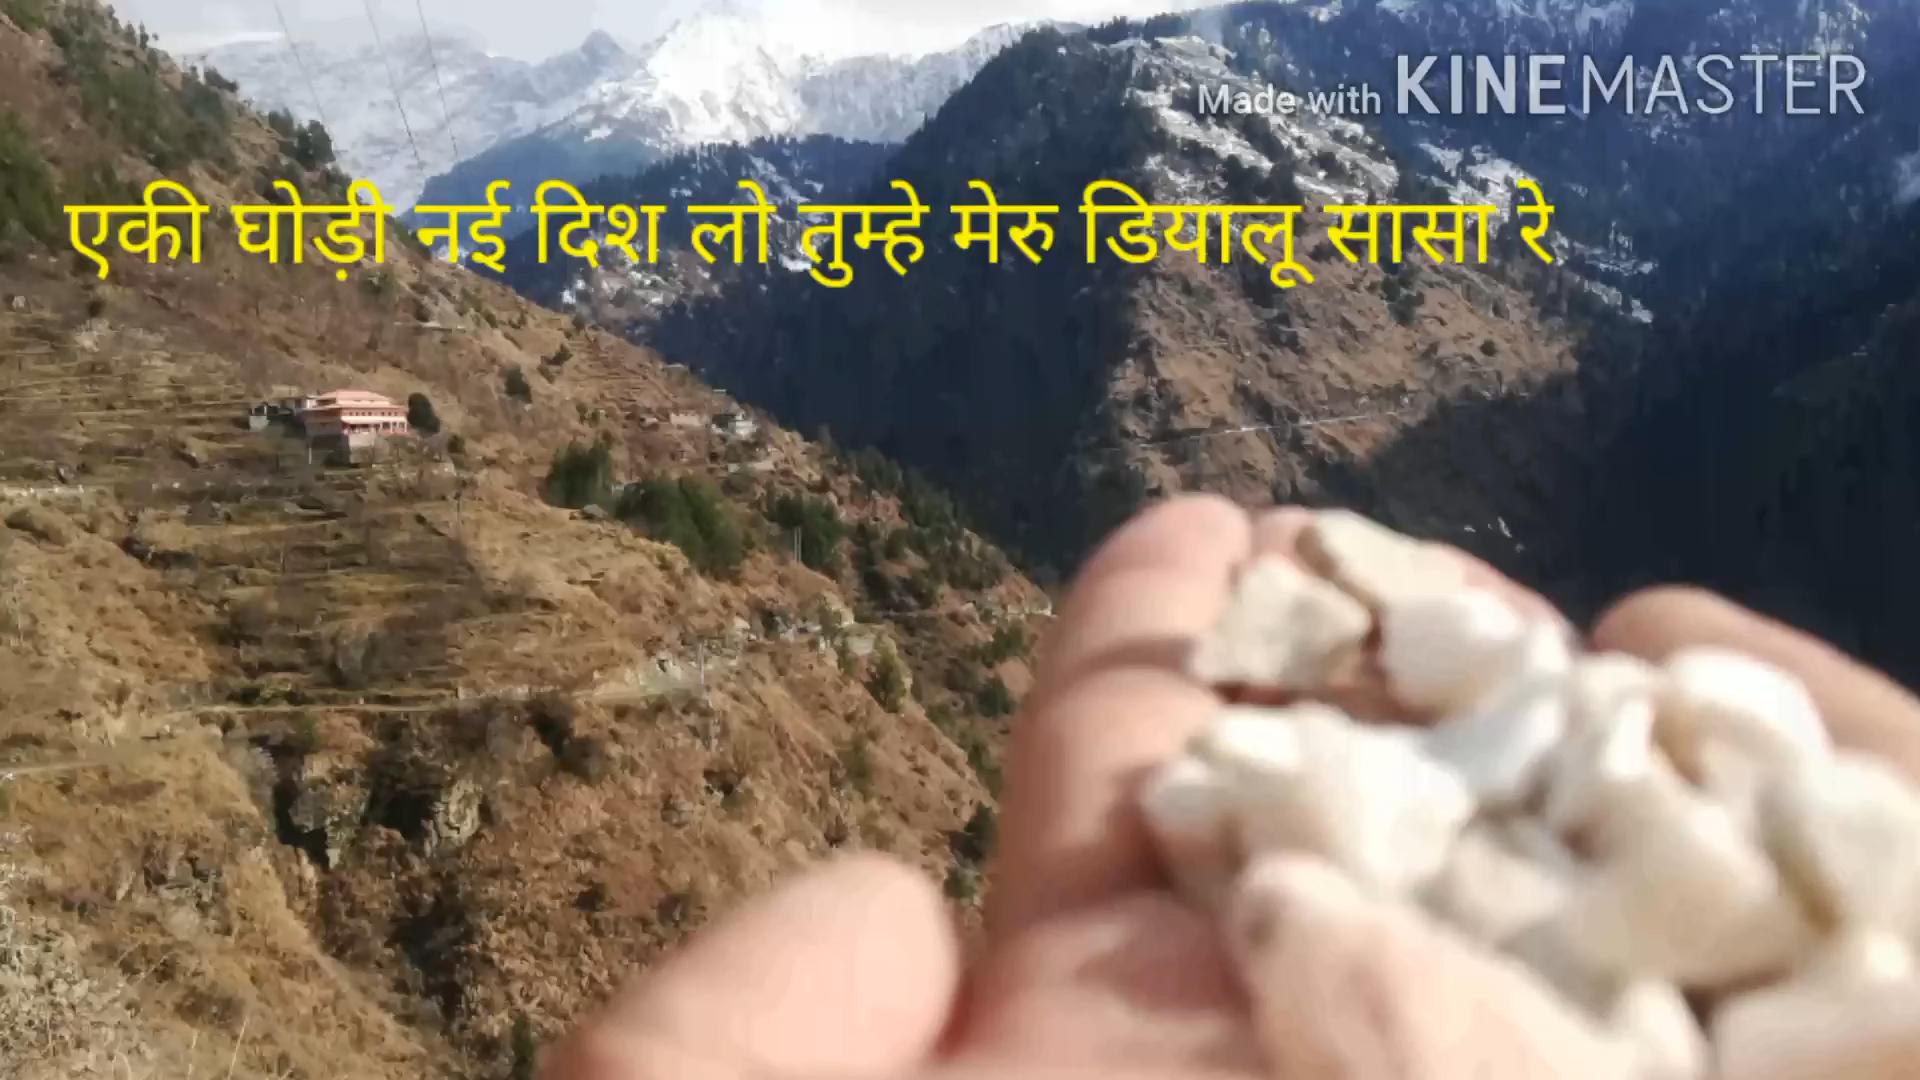 Made with KINEMASTER
एकी घोड़ी नई दिश लो तुम्हे मेरु डियालू सासा रे